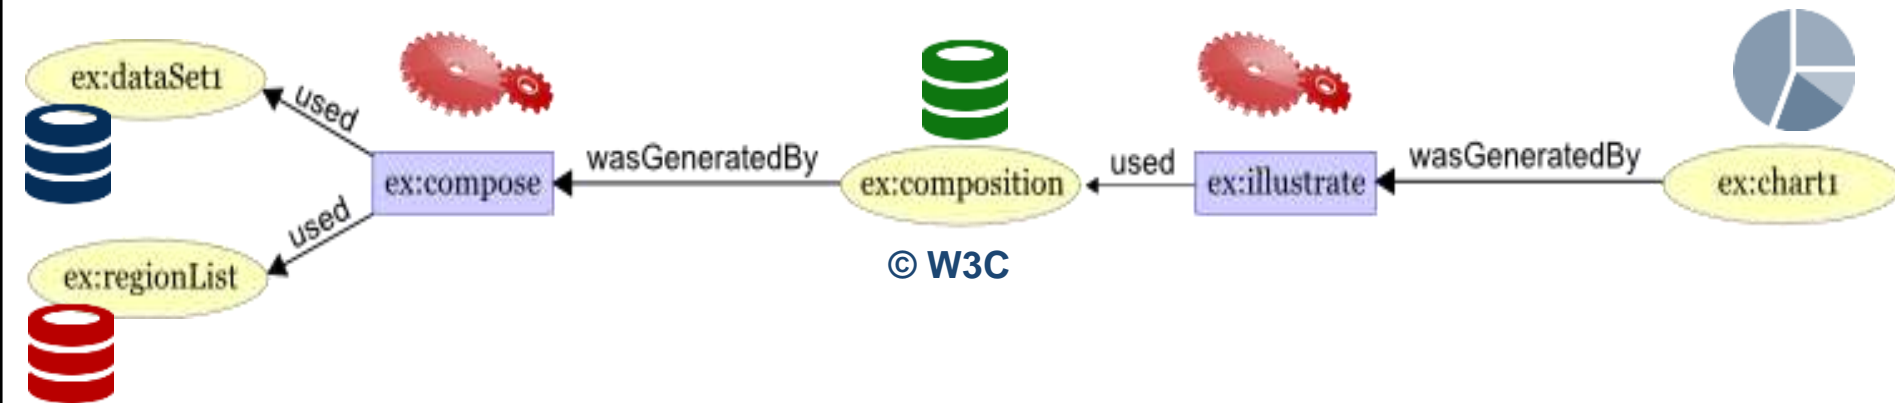 ex:dataSet1
used
ex:compose
wasGeneratedBy
ex:composition
used
ex:illustrate
wasGeneratedBy
ex:chart1
used
ex:regionList
© W3C